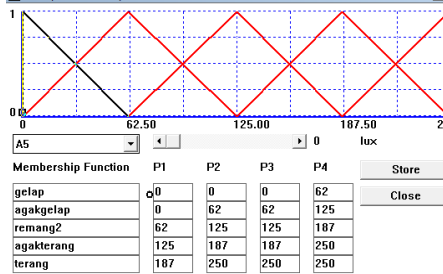 1
0
0 62.50 125.00 187.50 2
A5 0 lux
Membership Function P1 P2 P3 P4 Store
gelap 0 0 0 62 Close
agakgelap 0 62 62 125
remang2 62 125 125 187
agakterang 125 187 187 250
terang 187 250 250 250